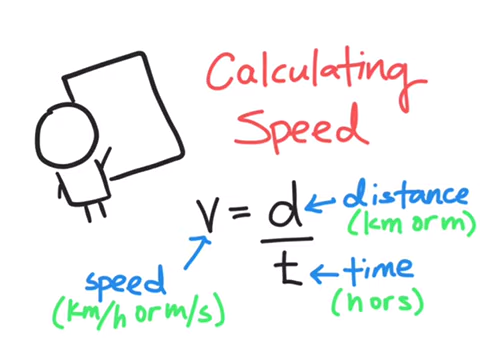 Calculating
Speed
v = d/t
distance
(km or m)
time
(h or s)
speed
(km/h or m/s)